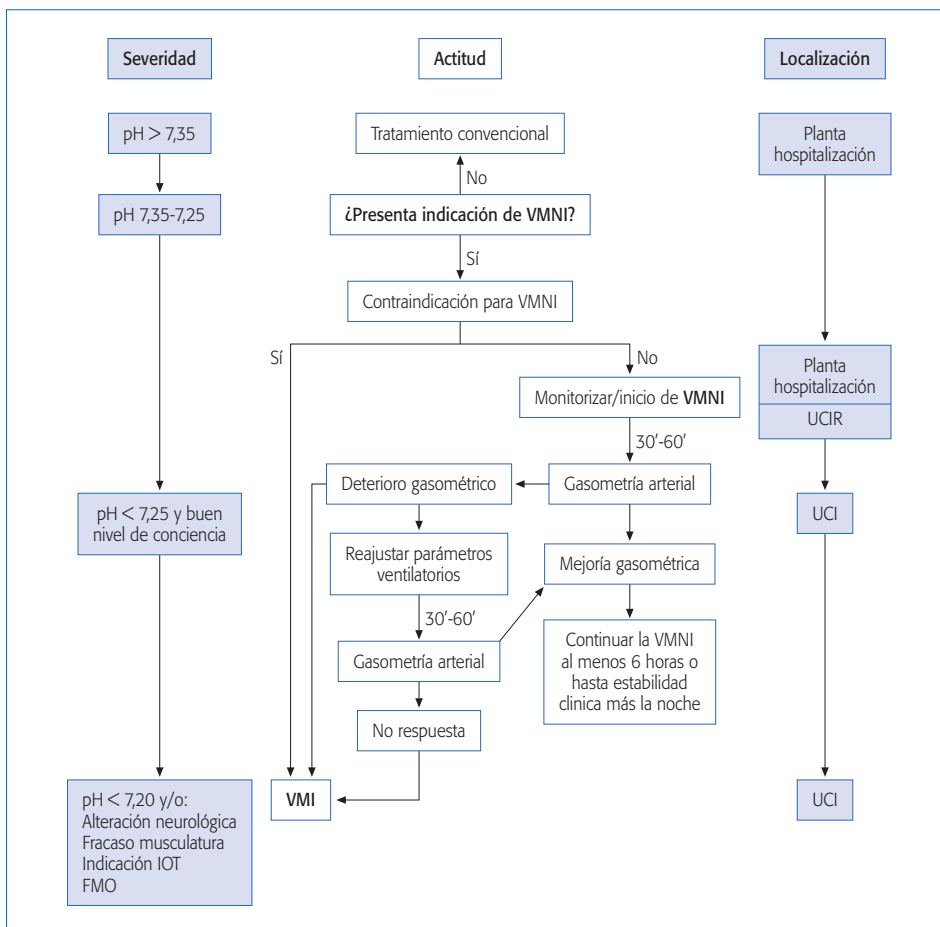 Severidad
Actitud
Localización
pH > 7,35
Tratamiento convencional
Planta
hospitalización
No
pH 7,35-7,25
¿Presenta indicación de VMNI?
Sí
Contraindicación para VMNI
Sí
No
Planta
hospitalización
UCIR
Monitorizar/inicio de VMNI
30’-60’
Deterioro gasométrico
Gasometría arterial
pH < 7,25 y buen
nivel de conciencia
UCI
Reajustar parámetros
ventilatorios
Mejoría gasométrica
30’-60’
Gasometría arterial
Continuar la VMNI
al menos 6 horas o
hasta estabilidad
clinica más la noche
No respuesta
pH < 7,20 y/o:
Alteración neurológica
Fracaso musculatura
Indicación IOT
FMO
VMI
UCI